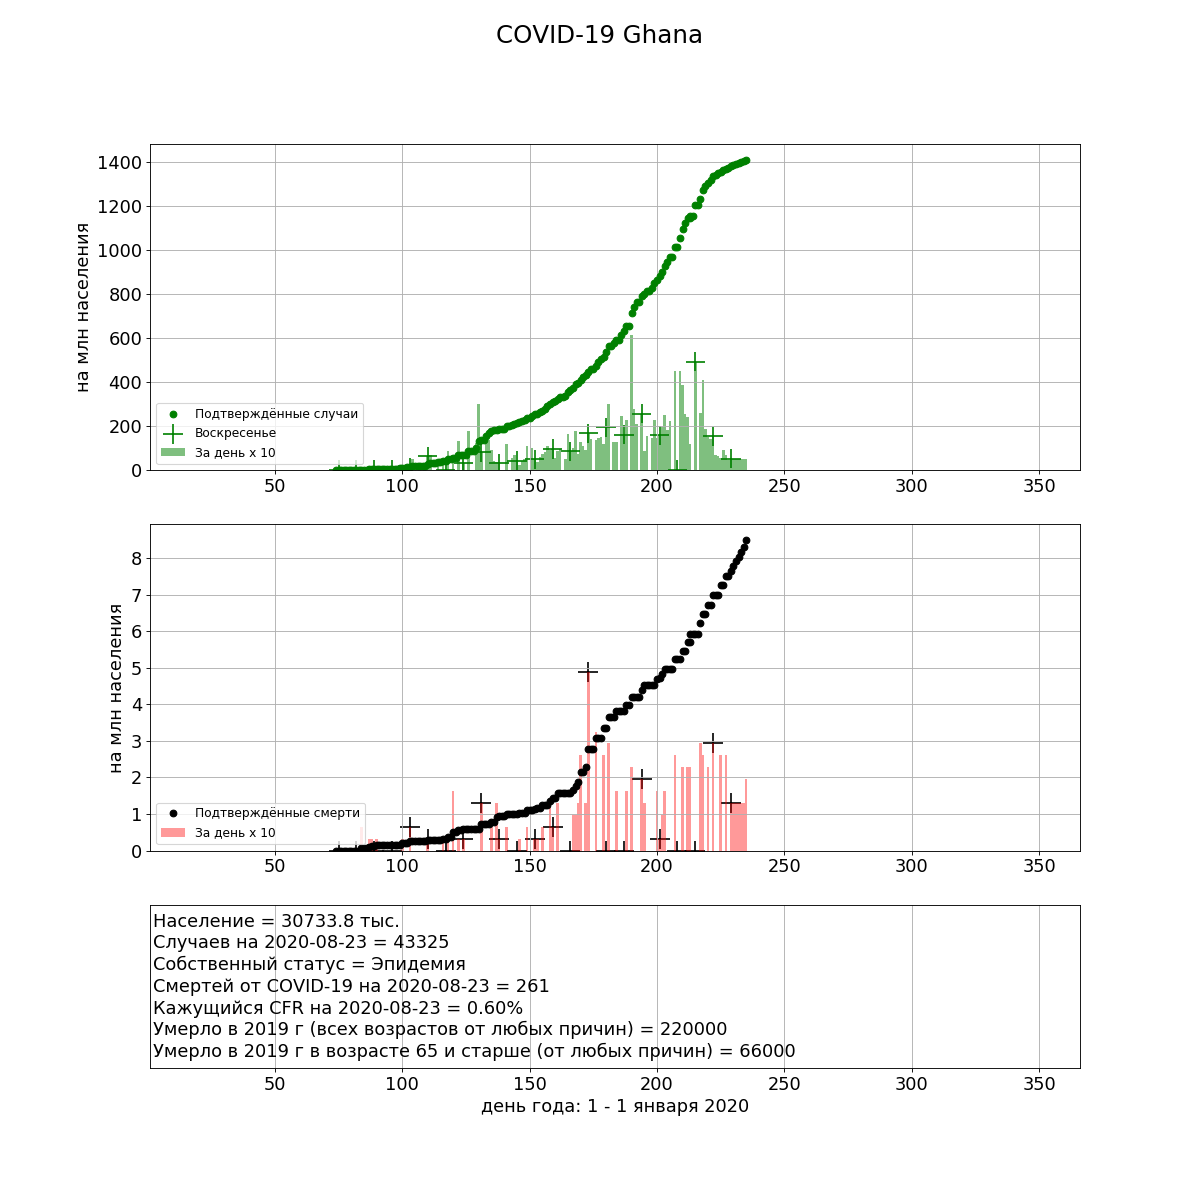 COVID-19 Ghana
1400
1200
1000
800
600
400
200
0
на млн населения
Подтверждённые случаи
Воскресенье
За день x 10
50 100 150 200 250 300 350
8
7
6
5
4
3
2
1
0
на млн населения
Подтверждённые смерти
За день x 10
50 100 150 200 250 300 350
Население = 30733.8 тыс.
Случаев на 2020-08-23 = 43325
Собственный статус = Эпидемия
Смертей от COVID-19 на 2020-08-23 = 261
Кажущийся CFR на 2020-08-23 = 0.60%
Умерло в 2019 г (всех возрастов от любых причин) = 220000
Умерло в 2019 г в возрасте 65 и старше (от любых причин) = 66000
50 100 150 200 250 300 350
день года: 1 - 1 января 2020